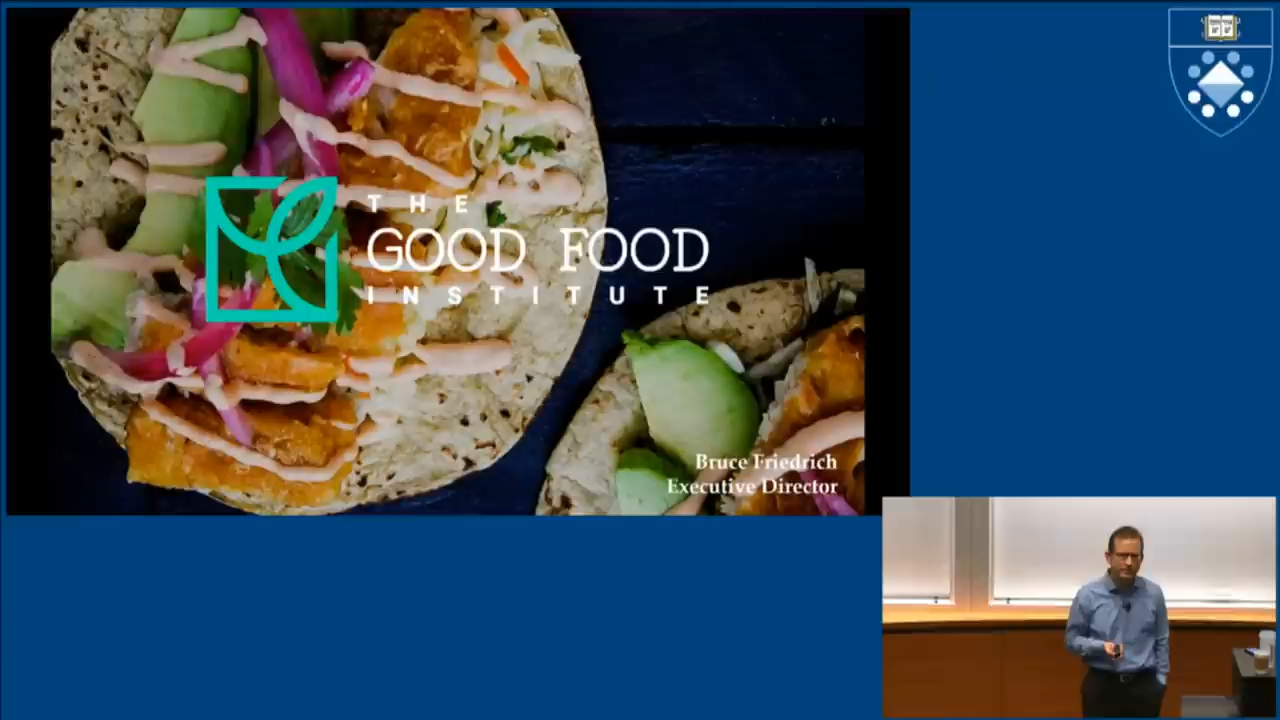 THE
GOOD FOOD
INSTITUTE
Bruce Friedrich
Executive Director